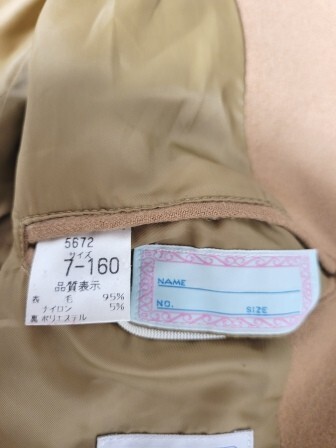 5672
サイズ
7-160
品質表示
表 毛 95%
ナイロン 5%
裏 ポリエステル
NAME
NO. SIZE